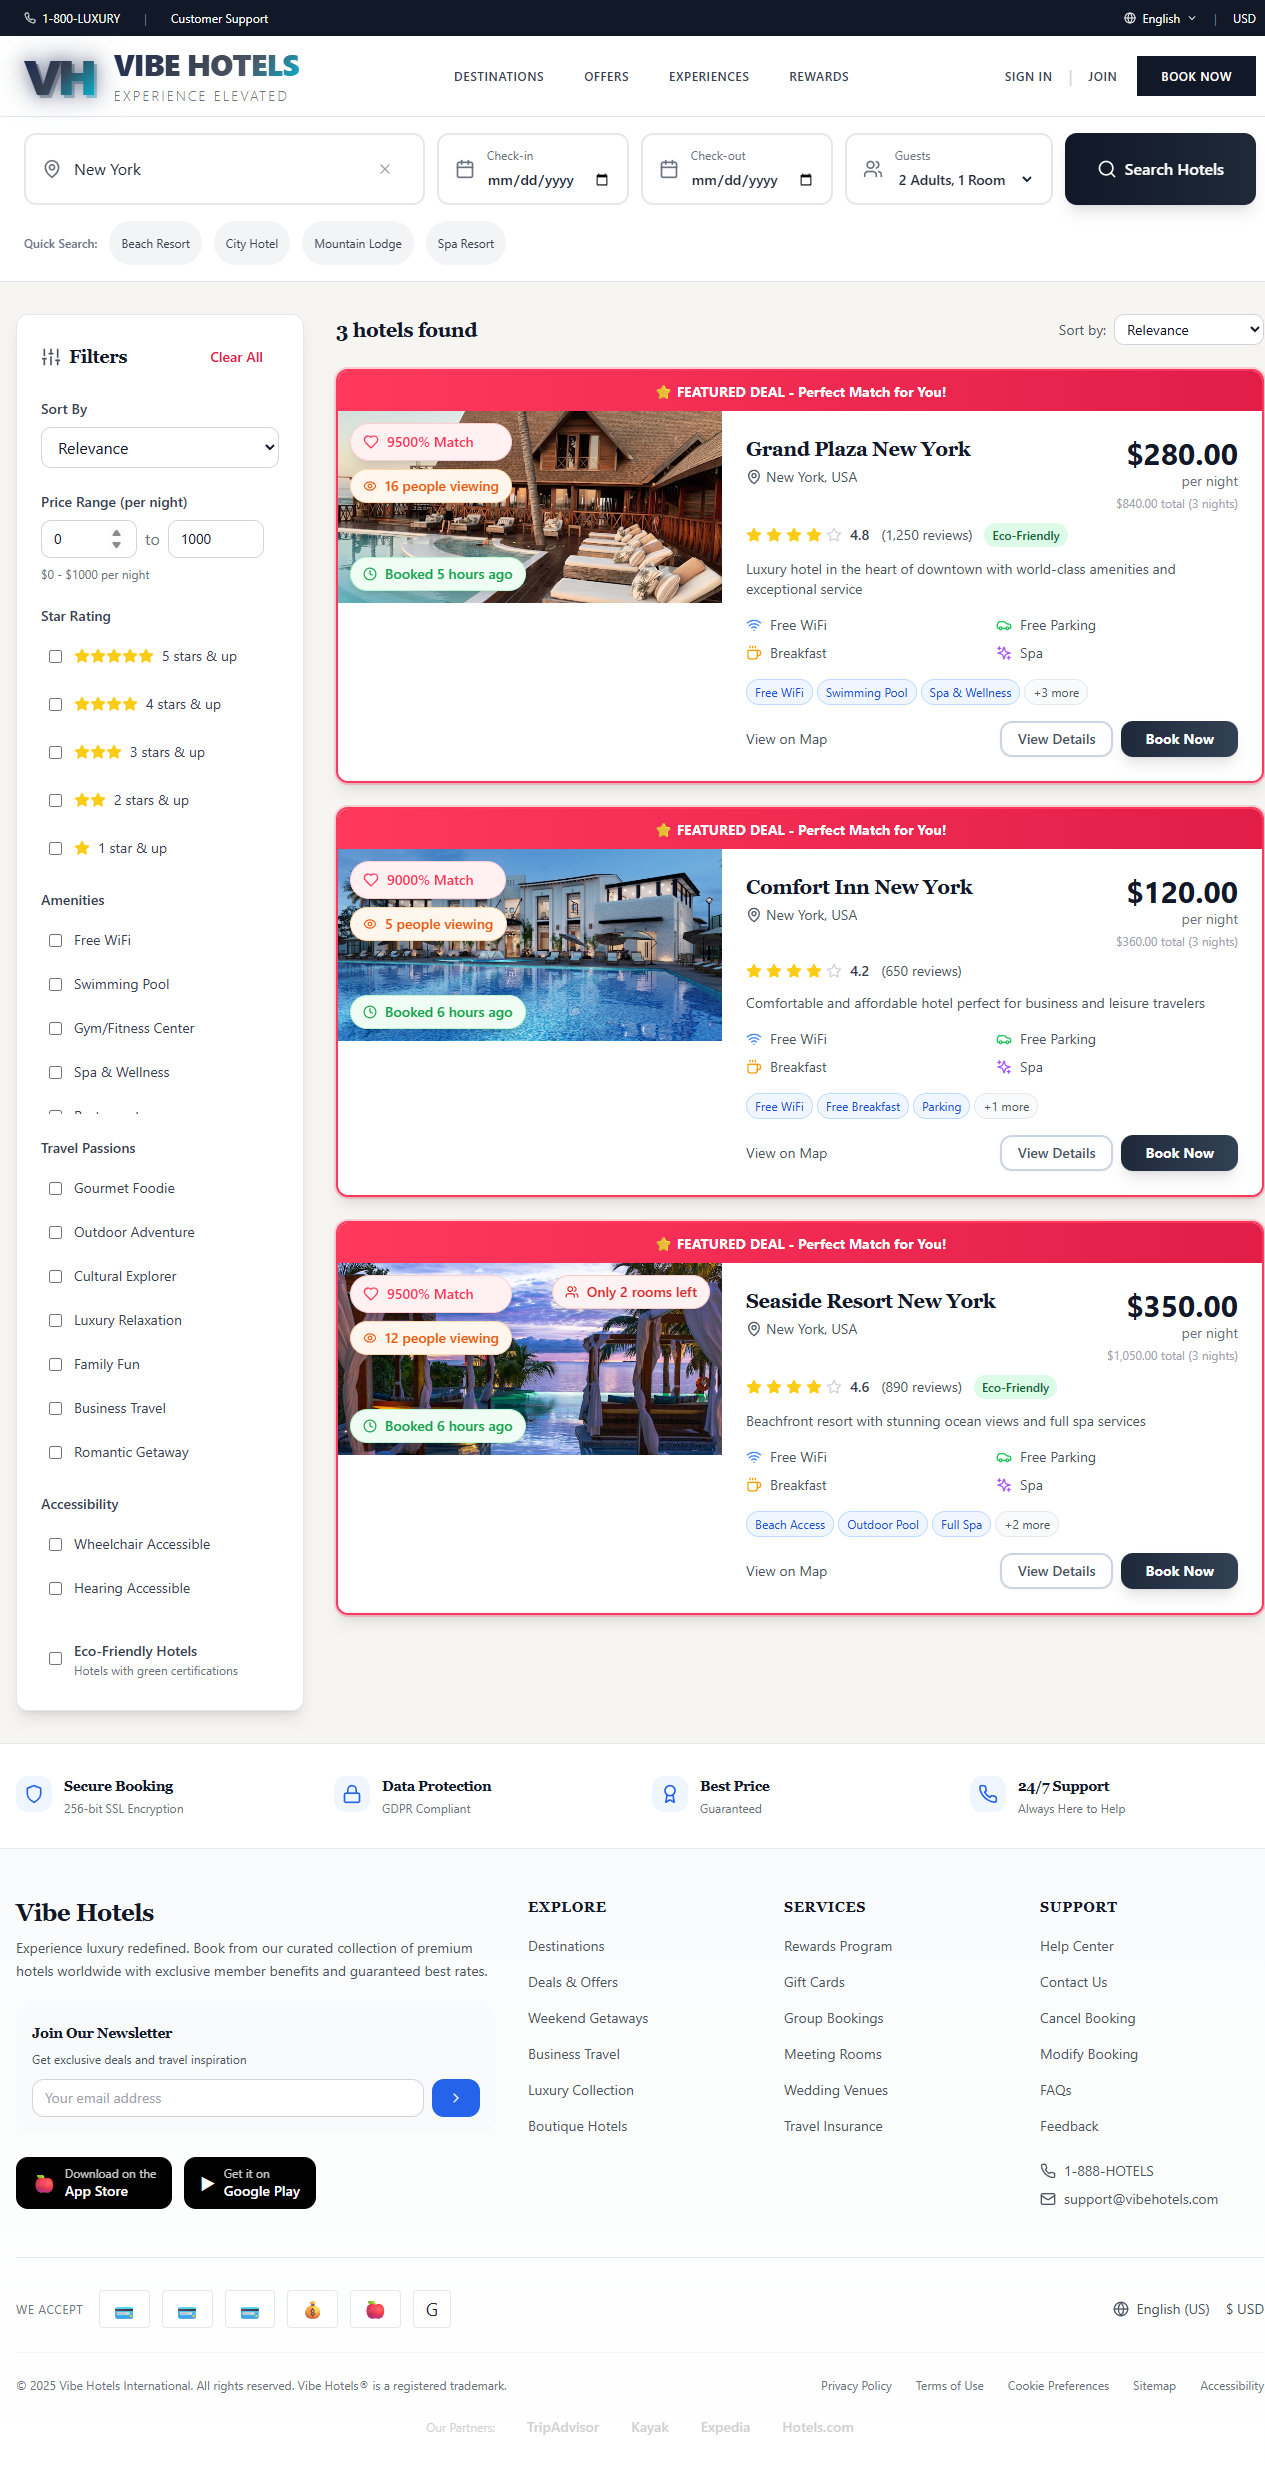 1-800-LUXURY | Customer Support
English | USD
VH VIBE HOTELS
EXPERIENCE ELEVATED
DESTINATIONS OFFERS EXPERIENCES REWARDS
SIGN IN | JOIN BOOK NOW
New York
Check-in
mm/dd/yyyy
Check-out
mm/dd/yyyy
Guests
2 Adults, 1 Room
Search Hotels
Quick Search: Beach Resort City Hotel Mountain Lodge Spa Resort
Filters Clear All
Sort By
Relevance
Price Range (per night)
0 to 1000
$0 - $1000 per night
Star Rating
5 stars & up
4 stars & up
3 stars & up
2 stars & up
1 star & up
Amenities
Free WiFi
Swimming Pool
Gym/Fitness Center
Spa & Wellness
Travel Passions
Gourmet Foodie
Outdoor Adventure
Cultural Explorer
Luxury Relaxation
Family Fun
Business Travel
Romantic Getaway
Accessibility
Wheelchair Accessible
Hearing Accessible
Eco-Friendly Hotels
Hotels with green certifications
3 hotels found
Sort by: Relevance
FEATURED DEAL - Perfect Match for You!
9500% Match
16 people viewing
Booked 5 hours ago
Grand Plaza New York
New York, USA
$280.00
per night
$840.00 total (3 nights)
4.8 (1,250 reviews) Eco-Friendly
Luxury hotel in the heart of downtown with world-class amenities and
exceptional service
Free WiFi Free Parking
Breakfast Spa
Free WiFi Swimming Pool Spa & Wellness +3 more
View on Map View Details Book Now
FEATURED DEAL - Perfect Match for You!
9000% Match
5 people viewing
Booked 6 hours ago
Comfort Inn New York
New York, USA
$120.00
per night
$360.00 total (3 nights)
4.2 (650 reviews)
Comfortable and affordable hotel perfect for business and leisure travelers
Free WiFi Free Parking
Breakfast Spa
Free WiFi Free Breakfast Parking +1 more
View on Map View Details Book Now
FEATURED DEAL - Perfect Match for You!
9500% Match
Only 2 rooms left
12 people viewing
Booked 6 hours ago
Seaside Resort New York
New York, USA
$350.00
per night
$1,050.00 total (3 nights)
4.6 (890 reviews) Eco-Friendly
Beachfront resort with stunning ocean views and full spa services
Free WiFi Free Parking
Breakfast Spa
Beach Access Outdoor Pool Full Spa +2 more
View on Map View Details Book Now
Secure Booking
256-bit SSL Encryption
Data Protection
GDPR Compliant
Best Price
Guaranteed
24/7 Support
Always Here to Help
Vibe Hotels
Experience luxury redefined. Book from our curated collection of premium
hotels worldwide with exclusive member benefits and guaranteed best rates.
Join Our Newsletter
Get exclusive deals and travel inspiration
Your email address
Download on the
App Store
Get it on
Google Play
EXPLORE
Destinations
Deals & Offers
Weekend Getaways
Business Travel
Luxury Collection
Boutique Hotels
SERVICES
Rewards Program
Gift Cards
Group Bookings
Meeting Rooms
Wedding Venues
Travel Insurance
SUPPORT
Help Center
Contact Us
Cancel Booking
Modify Booking
FAQs
Feedback
1-888-HOTELS
support@vibehotels.com
WE ACCEPT G
English (US) $ USD
© 2025 Vibe Hotels International. All rights reserved. Vibe Hotels® is a registered trademark.
Privacy Policy Terms of Use Cookie Preferences Sitemap Accessibility
Our Partners: TripAdvisor Kayak Expedia Hotels.com